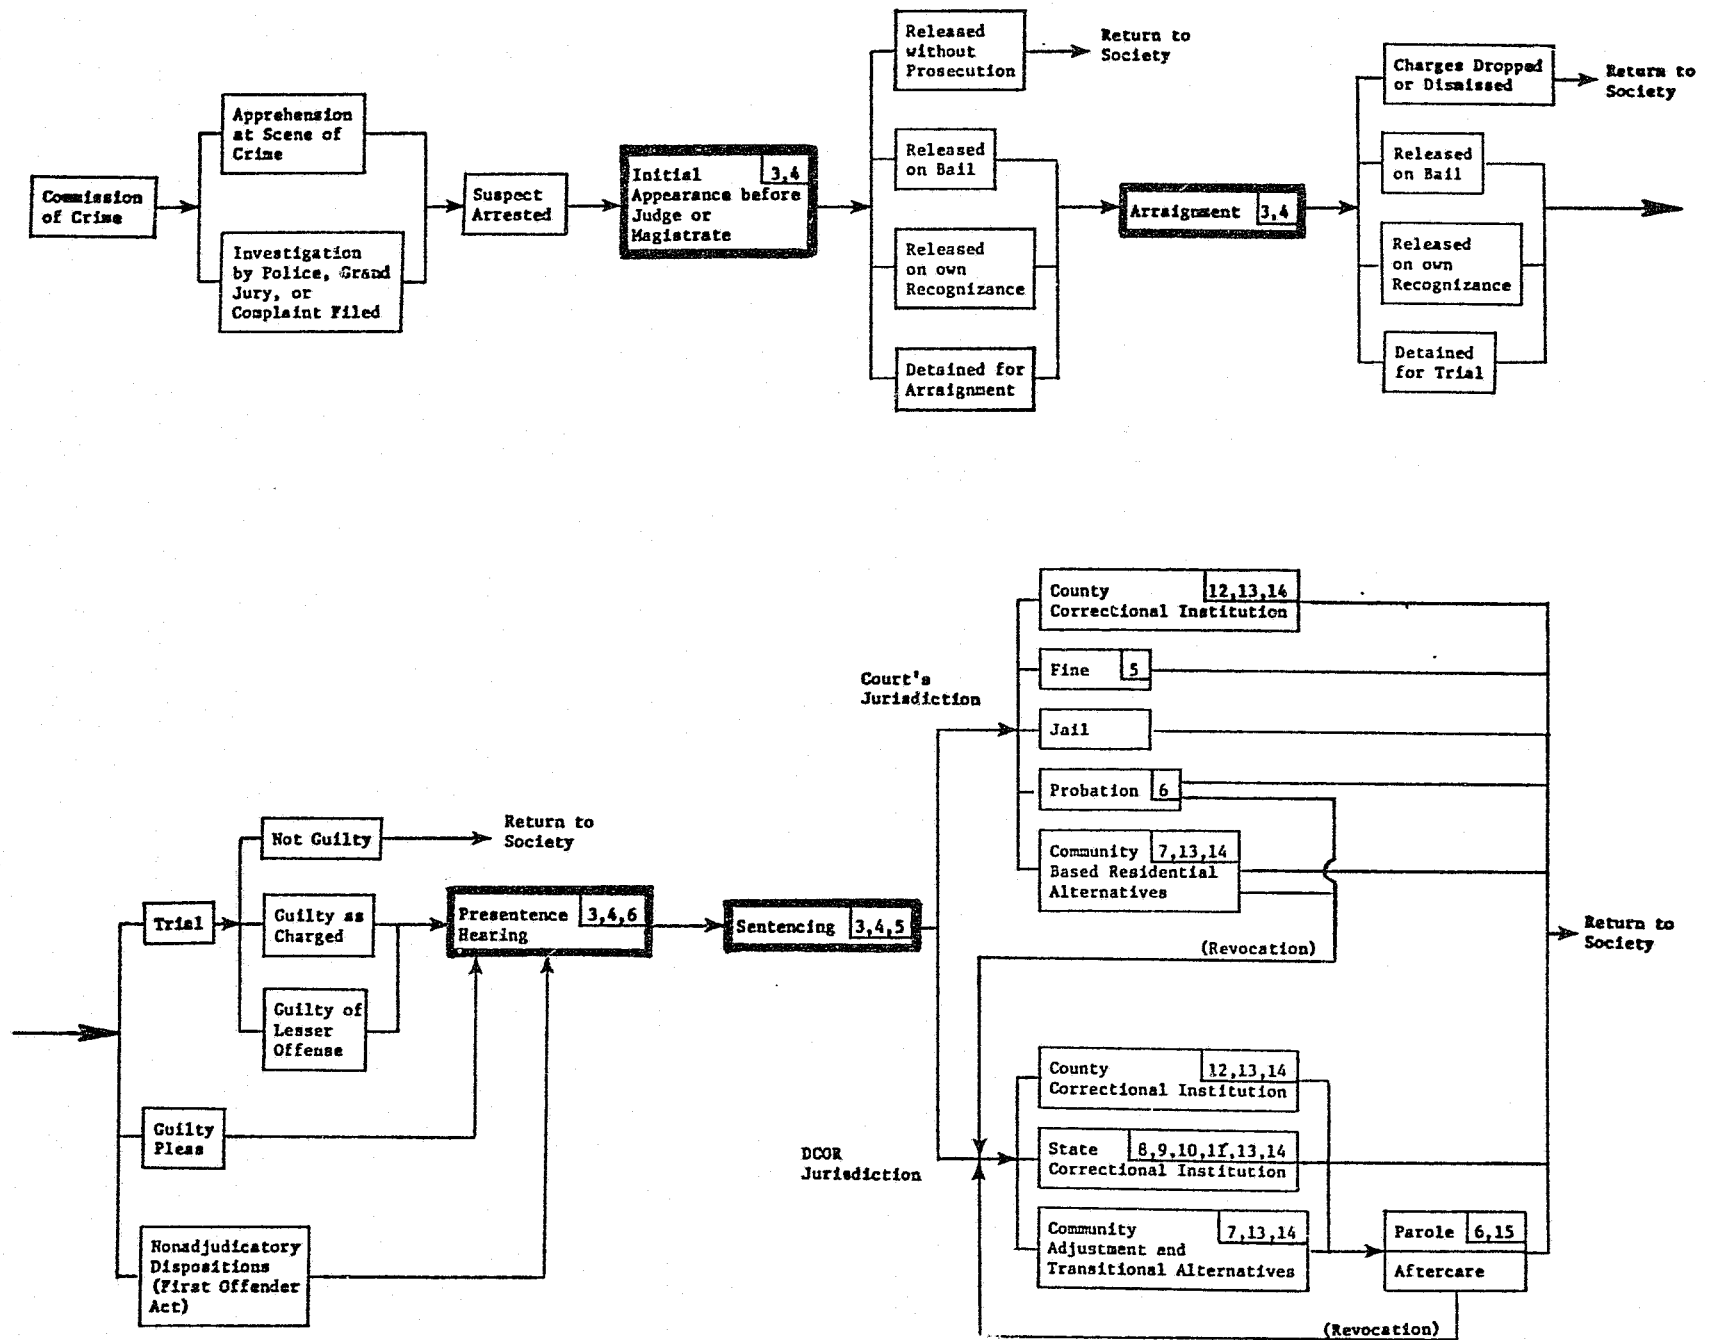 Commission
of Crime
Apprehension
at Scene of
Crime
Investigation
by Police, Grand
Jury, or
Complaint Filed
Suspect
Arrested
Initial 3,4
Appearance before
Judge or
Magistrate
Released
without
Prosecution
Return to
Society
Released
on Bail
Released
on own
Recognizance
Detained for
Arraignment
Arraignment 3,4
Charges Dropped
or Dismissed
Return to
Society
Released
on Bail
Released
on own
Recognizance
Detained
for Trial
Trial
Not Guilty
Return to
Society
Guilty as
Charged
Guilty of
Lesser
Offense
Guilty
Pleas
Nonadjudicatory
Dispositions
(First Offender
Act)
Presentence 3,4,6
Hearing
Sentencing 3,4,5
Court's
Jurisdiction
County 12,13,14
Correctional Institution
Fine 5
Jail
Probation 6
Community 7,13,14
Based Residential
Alternatives
(Revocation)
Return to
Society
DCOR
Jurisdiction
County 12,13,14
Correctional Institution
State 8,9,10,11,13,14
Correctional Institution
Community 7,13,14
Adjustment and
Transitional Alternatives
Parole 6,15
Aftercare
(Revocation)